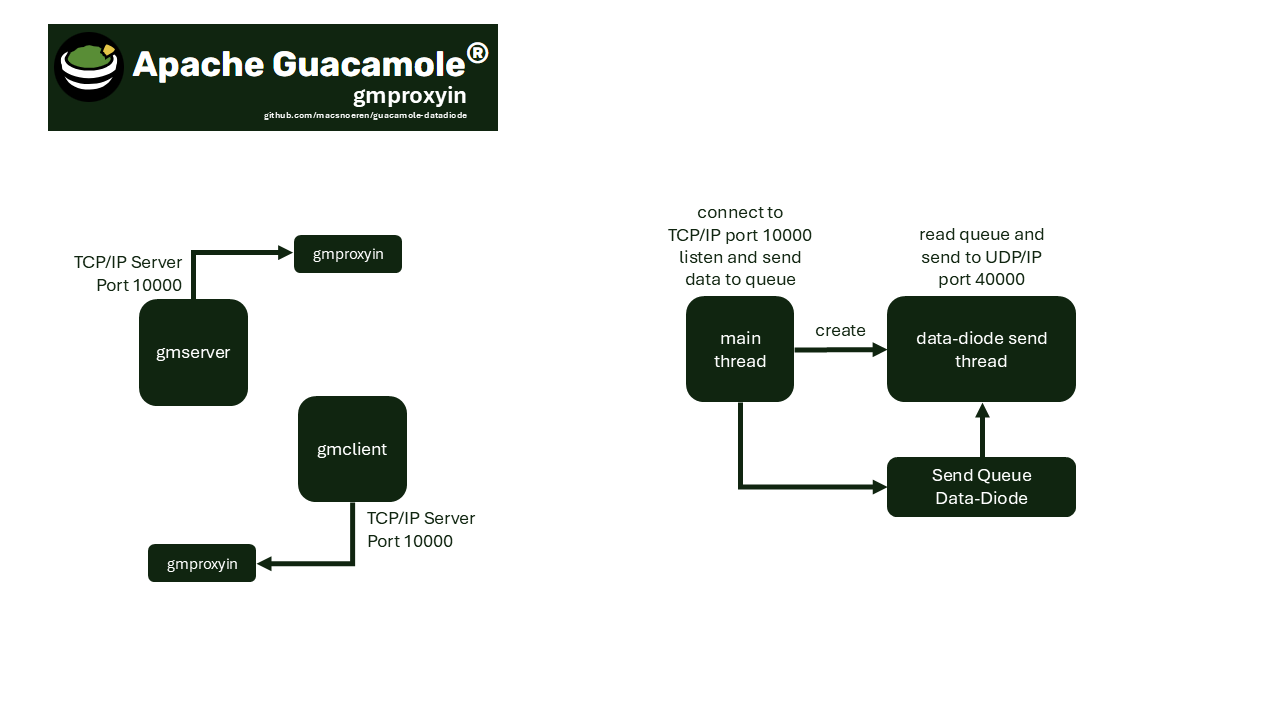 Apache Guacamole®
gmproxyin
github.com/macsnoeren/guacamole-datadiode
gmproxyin
TCP/IP Server
Port 10000
gmserver
gmclient
TCP/IP Server
Port 10000
gmproxyin
connect to
TCP/IP port 10000
listen and send
data to queue
read queue and
send to UDP/IP
port 40000
main
thread
create
data-diode send
thread
Send Queue
Data-Diode